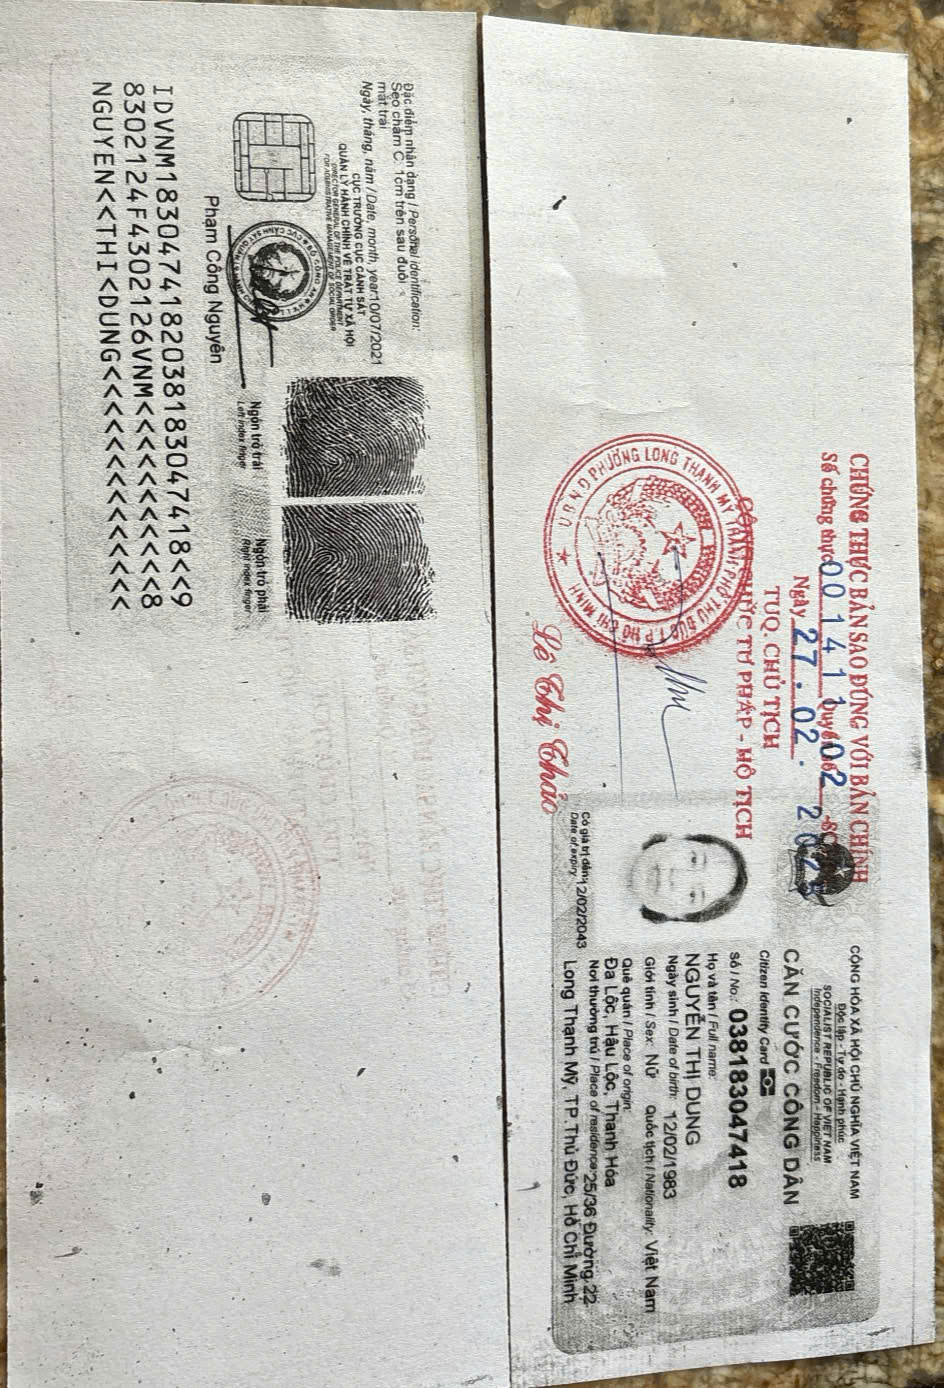 CHỨNG THỰC BẢN SAO ĐÚNG VỚI BẢN CHÍNH
Số chứng thực 001411 Quyển số 02 -SC
Ngày 27.02.2023
TUQ. CHỦ TỊCH
CÔNG CHỨC TƯ PHÁP - HỘ TỊCH
U B N D PHƯỜNG LONG THẠNH MỸ THÀNH PHỐ THỦ ĐỨC T.P HỒ CHÍ MINH
Lê Thị Thảo
CỘNG HÒA XÃ HỘI CHỦ NGHĨA VIỆT NAM
Độc lập - Tự do - Hạnh phúc
SOCIALIST REPUBLIC OF VIET NAM
Independence - Freedom - Happiness
CĂN CƯỚC CÔNG DÂN
Citizen Identity Card
Số / No.: 038183047418
Họ và tên / Full name:
NGUYỄN THỊ DUNG
Ngày sinh / Date of birth: 12/02/1983
Giới tính / Sex: Nữ Quốc tịch / Nationality: Việt Nam
Quê quán / Place of origin:
Đa Lộc, Hậu Lộc, Thanh Hóa
Nơi thường trú / Place of residence: 25/36 Đường 22
Long Thạnh Mỹ, TP.Thủ Đức, Hồ Chí Minh
Có giá trị đến: 12/02/2043
Date of expiry
Đặc điểm nhân dạng / Personal identification:
Sẹo chấm C. 1cm trên sau đuôi
mắt trái
Ngày, tháng, năm / Date, month, year: 10/07/2021
CỤC TRƯỞNG CỤC CẢNH SÁT
QUẢN LÝ HÀNH CHÍNH VỀ TRẬT TỰ XÃ HỘI
DIRECTOR GENERAL OF THE POLICE DEPARTMENT
FOR ADMINISTRATIVE MANAGEMENT OF SOCIAL ORDER
Ngón trỏ trái
Left index finger
Ngón trỏ phải
Right index finger
Phạm Công Nguyên
IDVNM1830474182038183047418<<9
8302124F4302126VNM<<<<<<<<<<<8
NGUYEN<<THI<DUNG<<<<<<<<<<<<<<